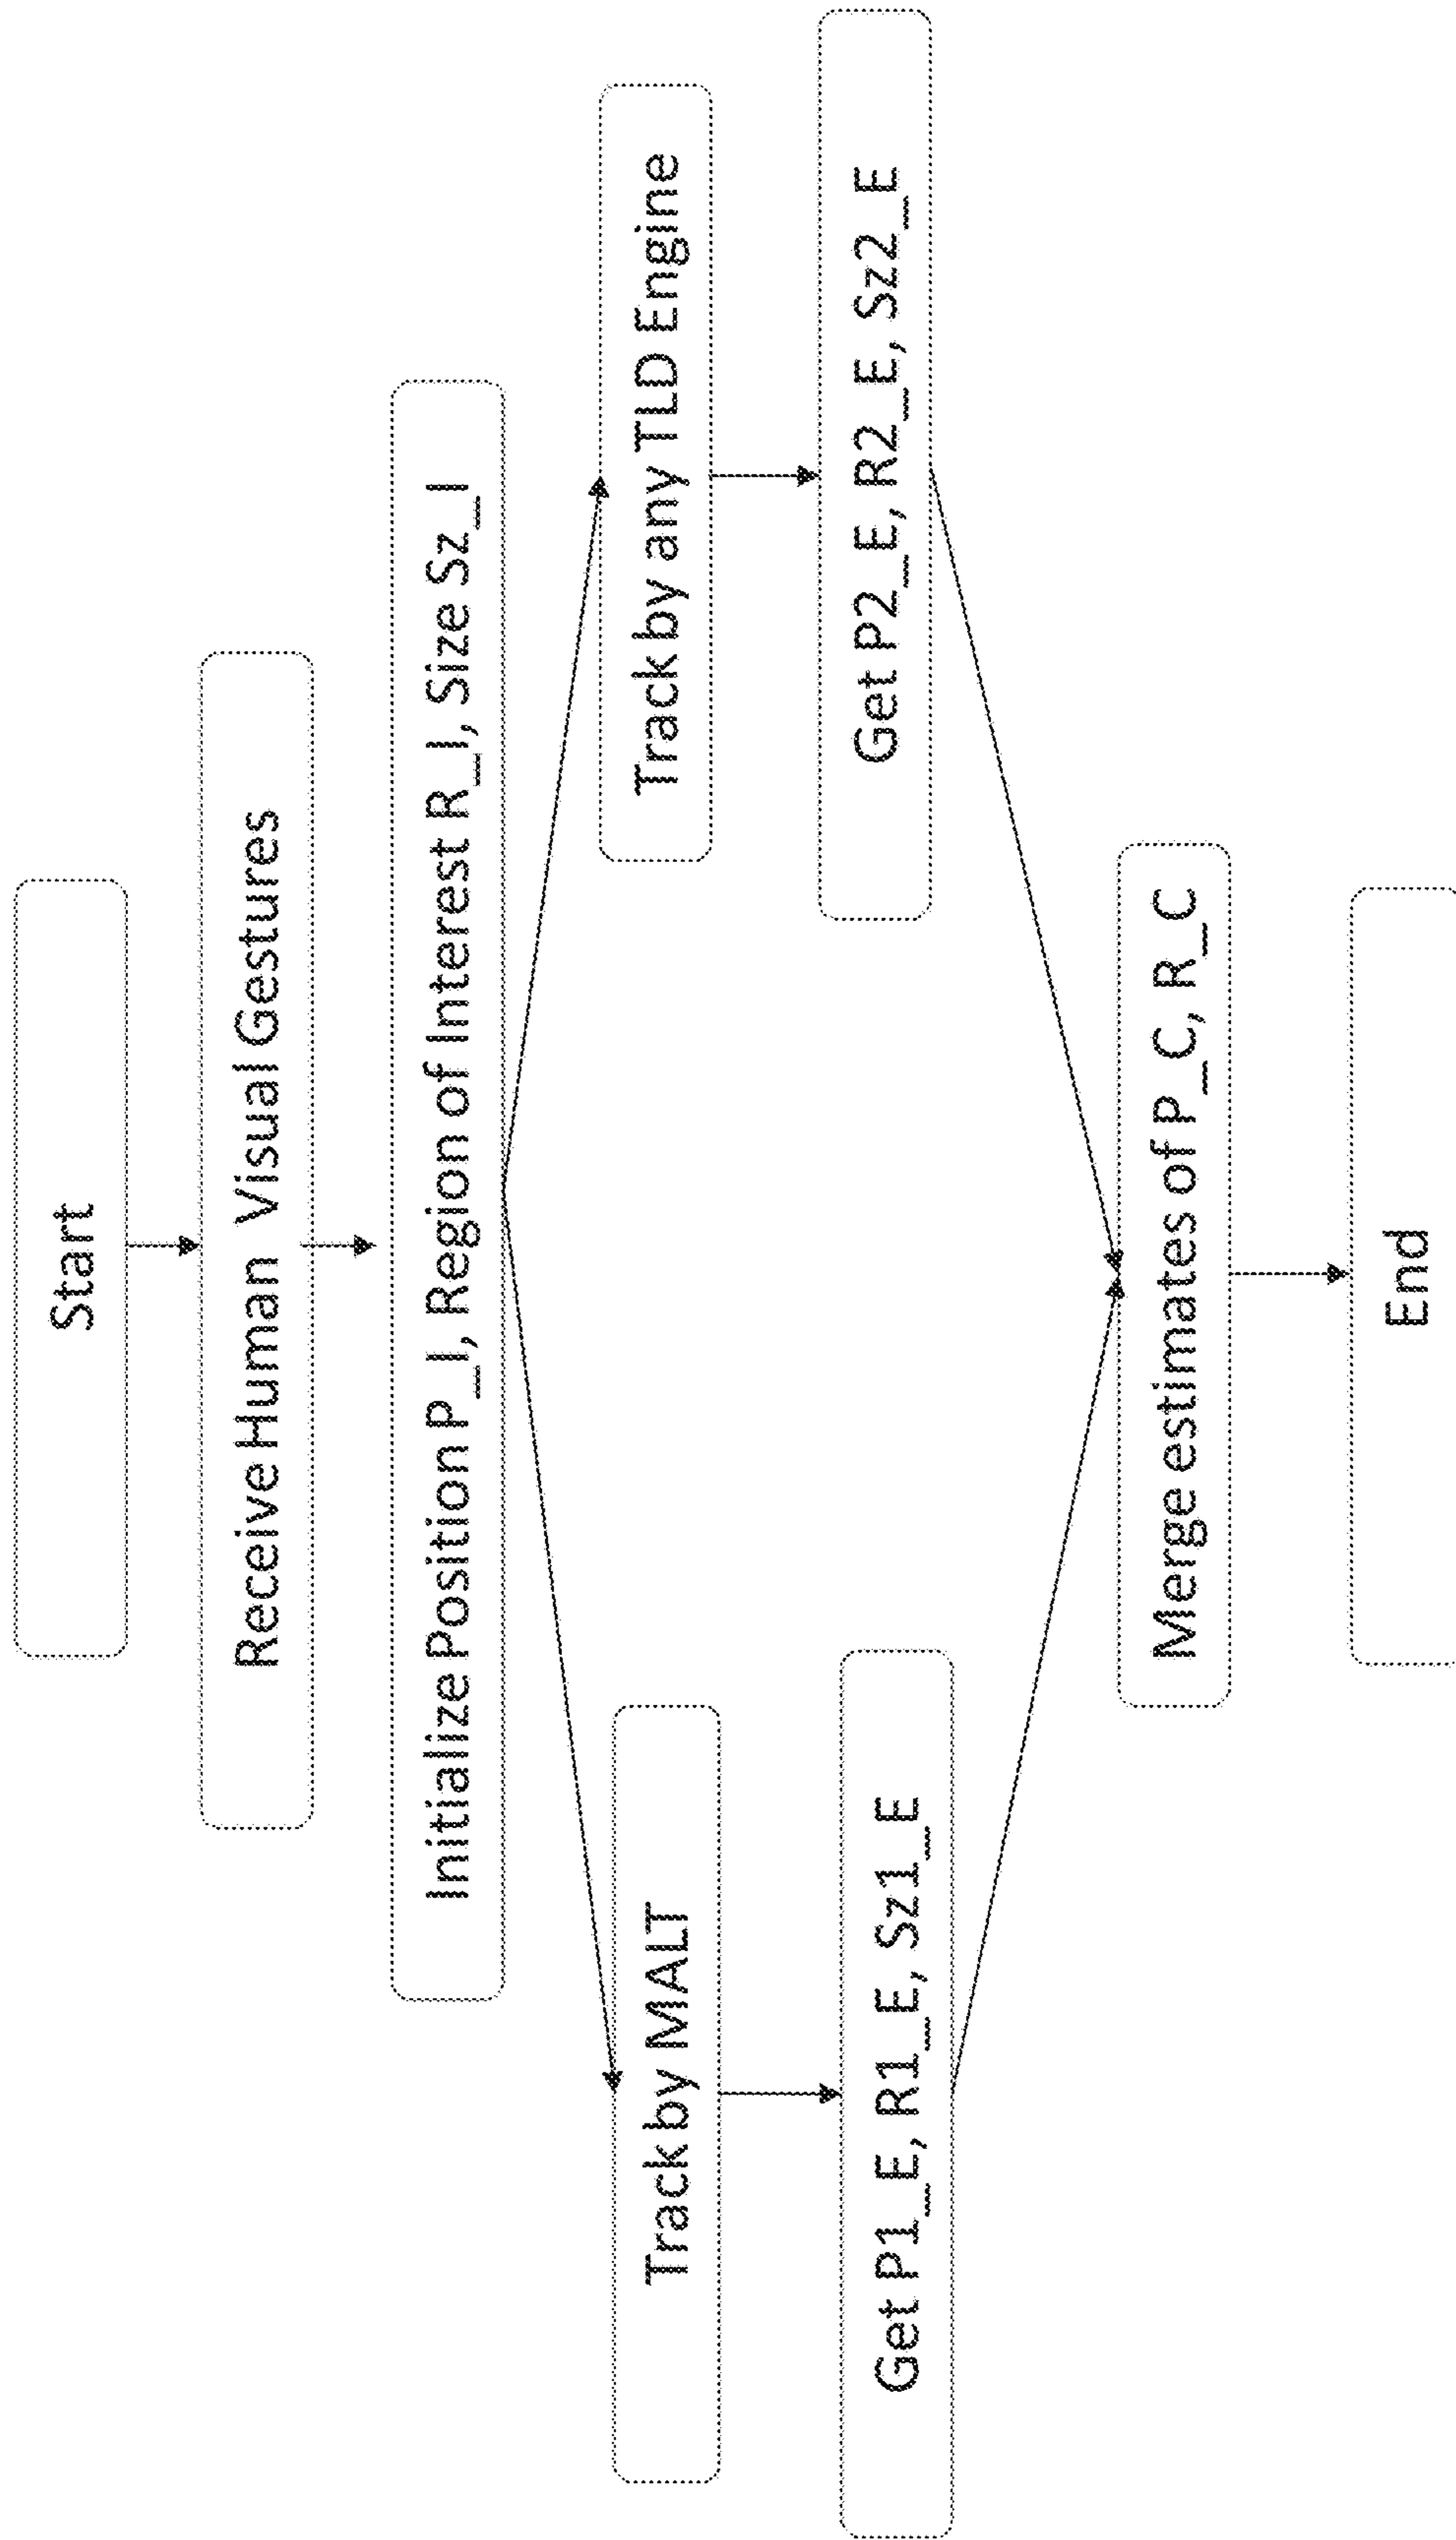 Start
Receive Human Visual Gestures
Initialize Position P_I, Region of Interest R_I, Size Sz_I
Track by MALT
Track by any TLD Engine
Get P1_E, R1_E, Sz1_E
Get P2_E, R2_E, Sz2_E
Merge estimates of P_C, R_C
End